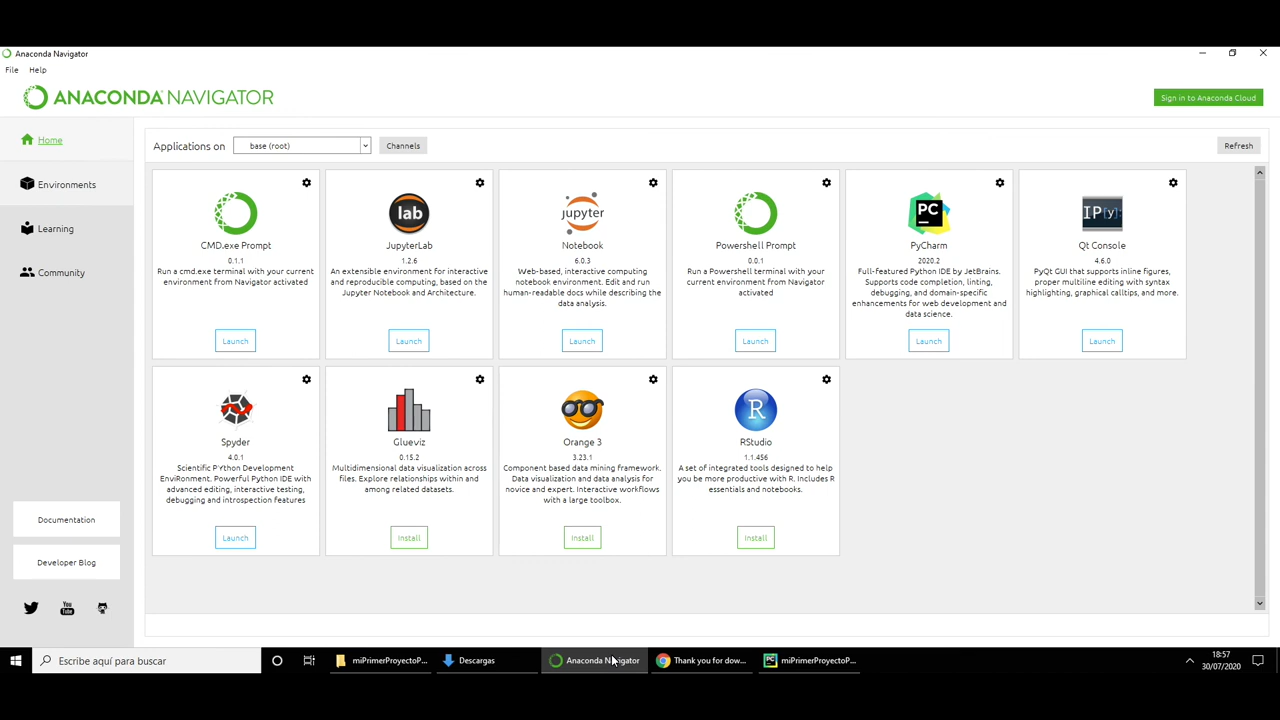 Anaconda Navigator
File Help
ANACONDA NAVIGATOR
Sign in to Anaconda Cloud
Home
Environments
Learning
Community
Documentation
Developer Blog
Applications on
base (root)
Channels
Refresh
CMD.exe Prompt
0.1.1
Run a cmd.exe terminal with your current
environment from Navigator activated
Launch
lab
JupyterLab
1.2.6
An extensible environment for interactive
and reproducible computing, based on the
Jupyter Notebook and Architecture.
Launch
jupyter
Notebook
6.0.3
Web-based, interactive computing
notebook environment. Edit and run
human-readable docs while describing the
data analysis.
Launch
Powershell Prompt
0.0.1
Run a Powershell terminal with your
current environment from Navigator
activated
Launch
PC
PyCharm
2020.2
Full-featured Python IDE by JetBrains.
Supports code completion, linting,
debugging, and domain-specific
enhancements for web development and
data science.
Launch
IP[y]:
Qt Console
4.6.0
PyQt GUI that supports inline figures,
proper multiline editing with syntax
highlighting, graphical calltips, and more.
Launch
Spyder
4.0.1
Scientific PYthon Development
EnviRonment. Powerful Python IDE with
advanced editing, interactive testing,
debugging and introspection features
Launch
Glueviz
0.15.2
Multidimensional data visualization across
files. Explore relationships within and
among related datasets.
Install
Orange 3
3.23.1
Component based data mining framework.
Data visualization and data analysis for
novice and expert. Interactive workflows
with a large toolbox.
Install
R
RStudio
1.1.456
A set of integrated tools designed to help
you be more productive with R. Includes R
essentials and notebooks.
Install
You
Tube
Escribe aquí para buscar
miPrimerProyectoP...
Descargas
Anaconda Navigator
Thank you for dow...
PC
miPrimerProyectoP...
18:57
30/07/2020